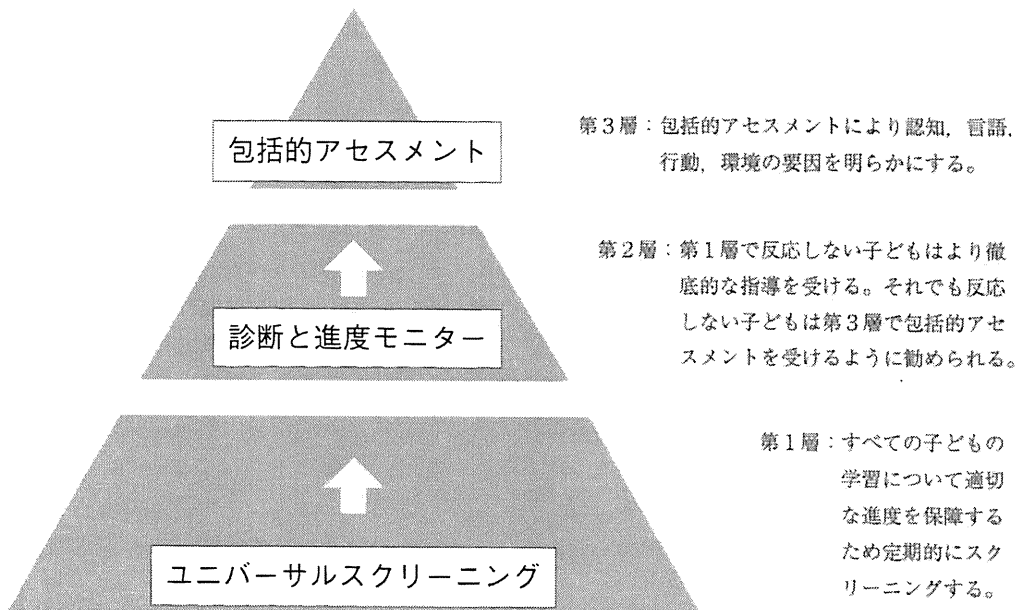 包括的アセスメント
第3層：包括的アセスメントにより認知，言語，
行動，環境の要因を明らかにする。
第2層：第1層で反応しない子どもはより徹
底的な指導を受ける。それでも反応
しない子どもは第3層で包括的アセ
スメントを受けるように勧められる。
診断と進度モニター
第1層：すべての子どもの
学習について適切
な進度を保障する
ため定期的にスク
リーニングする。
ユニバーサルスクリーニング